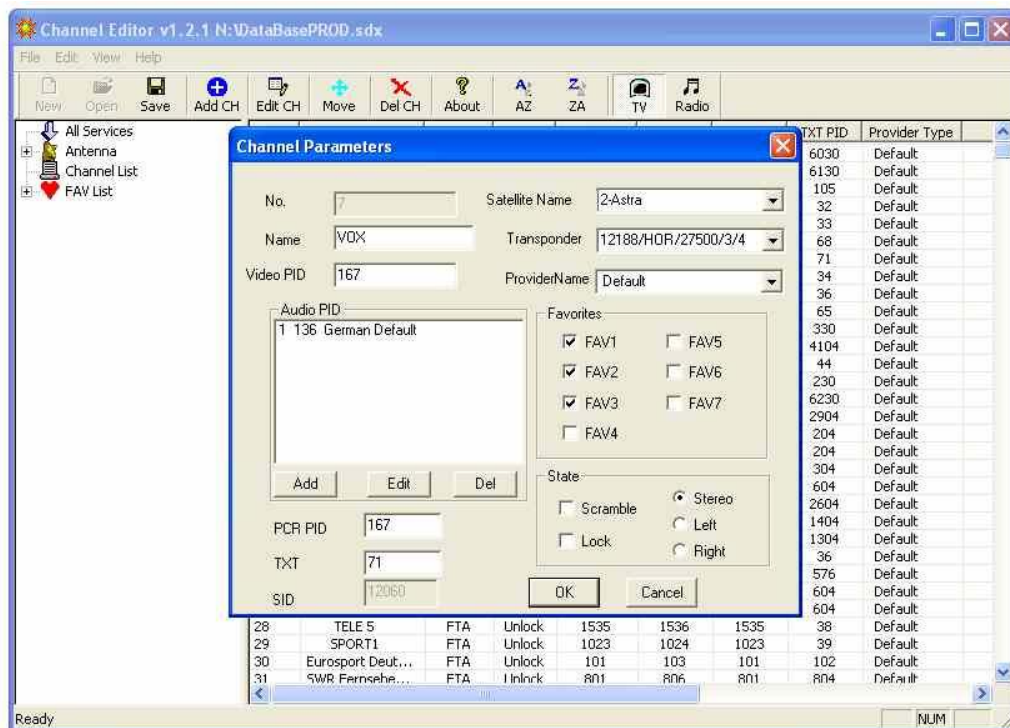 Channel Editor v1.2.1 N:\DataBasePROD.sdx
File Edit View Help
New Open Save Add CH Edit CH Move Del CH About AZ ZA TV Radio
All Services
Antenna
Channel List
FAV List
TXT PID Provider Type
6030 Default
6130 Default
105 Default
32 Default
33 Default
68 Default
71 Default
34 Default
36 Default
65 Default
330 Default
4104 Default
44 Default
230 Default
6230 Default
2904 Default
204 Default
204 Default
304 Default
604 Default
2604 Default
1404 Default
1304 Default
36 Default
576 Default
604 Default
604 Default
28 TELE 5 FTA Unlock 1535 1536 1535 38 Default
29 SPORT1 FTA Unlock 1023 1024 1023 39 Default
30 Eurosport Deut... FTA Unlock 101 103 101 102 Default
31 SWR Fernsehe... FTA Unlock 801 806 801 804 Default
Channel Parameters
No. 7
Name VOX
Video PID 167
Satellite Name 2-Astra
Transponder 12188/HOR/27500/3/4
ProviderName Default
Audio PID
1 136 German Default
Add Edit Del
PCR PID 167
TXT 71
SID 12060
Favorites
FAV1 FAV5
FAV2 FAV6
FAV3 FAV7
FAV4
State
Scramble
Lock
Stereo
Left
Right
OK Cancel
Ready NUM